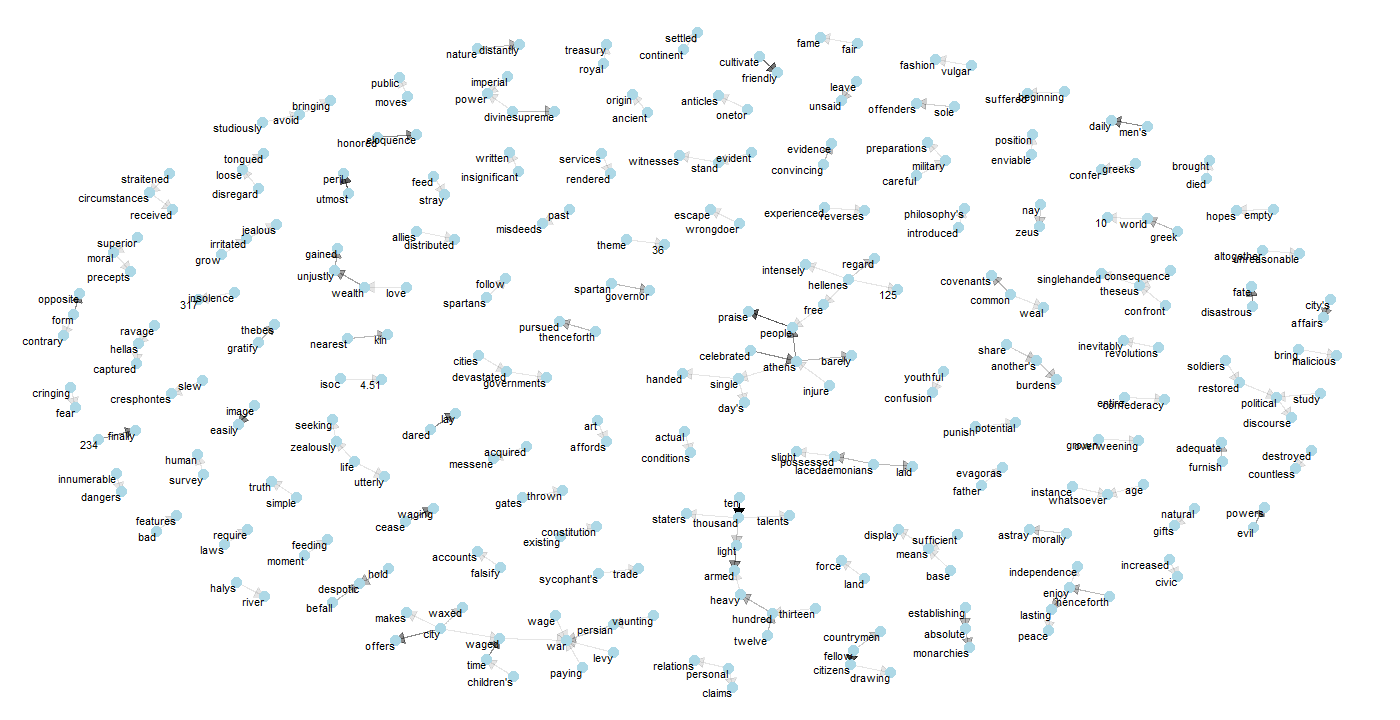 settled
continent
fame
fair
nature
distantly
treasury
royal
cultivate
friendly
fashion
vulgar
public
moves
imperial
power
divine
supreme
origin
ancient
anticles
onetor
leave
unsaid
offenders
sole
suffered
beginning
bringing
avoid
studiously
honored
eloquence
daily
men's
position
enviable
tongued
loose
disregard
written
insignificant
services
rendered
witnesses
stand
evident
evidence
convincing
preparations
military
careful
confer
greeks
brought
died
straitened
circumstances
received
peril
utmost
feed
stray
misdeeds
past
escape
wrongdoer
experienced
reverses
philosophy's
introduced
nay
zeus
10
world
greek
hopes
empty
superior
moral
precepts
jealous
irritated
grow
allies
distributed
theme
36
altogether
unreasonable
gained
unjustly
wealth
love
follow
spartans
spartan
governor
intensely
regard
hellenes
125
free
covenants
common
weal
singlehanded
consequence
theseus
confront
fate
disastrous
city's
affairs
opposite
form
contrary
317
insolence
praise
people
pursued
thenceforth
ravage
hellas
captured
thebes
gratify
nearest
kin
cities
devastated
governments
celebrated
athens
barely
handed
single
day's
injure
share
another's
burdens
inevitably
revolutions
bring
malicious
soldiers
restored
political
study
discourse
youthful
confusion
isoc
4.51
slew
cresphontes
cringing
fear
image
easily
234
finally
dared
lay
seeking
zealously
life
utterly
art
affords
actual
conditions
punish
potential
entire
confederacy
grown
overweening
adequate
furnish
destroyed
countless
slight
possessed
lacedaemonians
laid
acquired
messene
human
survey
innumerable
dangers
truth
simple
evagoras
father
instance
whatsoever
age
gates
thrown
ten
staters
thousand
talents
features
bad
waging
cease
natural
gifts
powers
evil
require
laws
feeding
moment
constitution
existing
display
sufficient
means
base
astray
morally
light
armed
heavy
hundred
thirteen
twelve
accounts
falsify
sycophant's
trade
force
land
independence
enjoy
henceforth
lasting
peace
increased
civic
halys
river
hold
despotic
befall
makes
waxed
city
offers
waged
time
children's
wage
persian
vaunting
war
levy
paying
establishing
absolute
monarchies
countrymen
fellow
citizens
drawing
relations
personal
claims